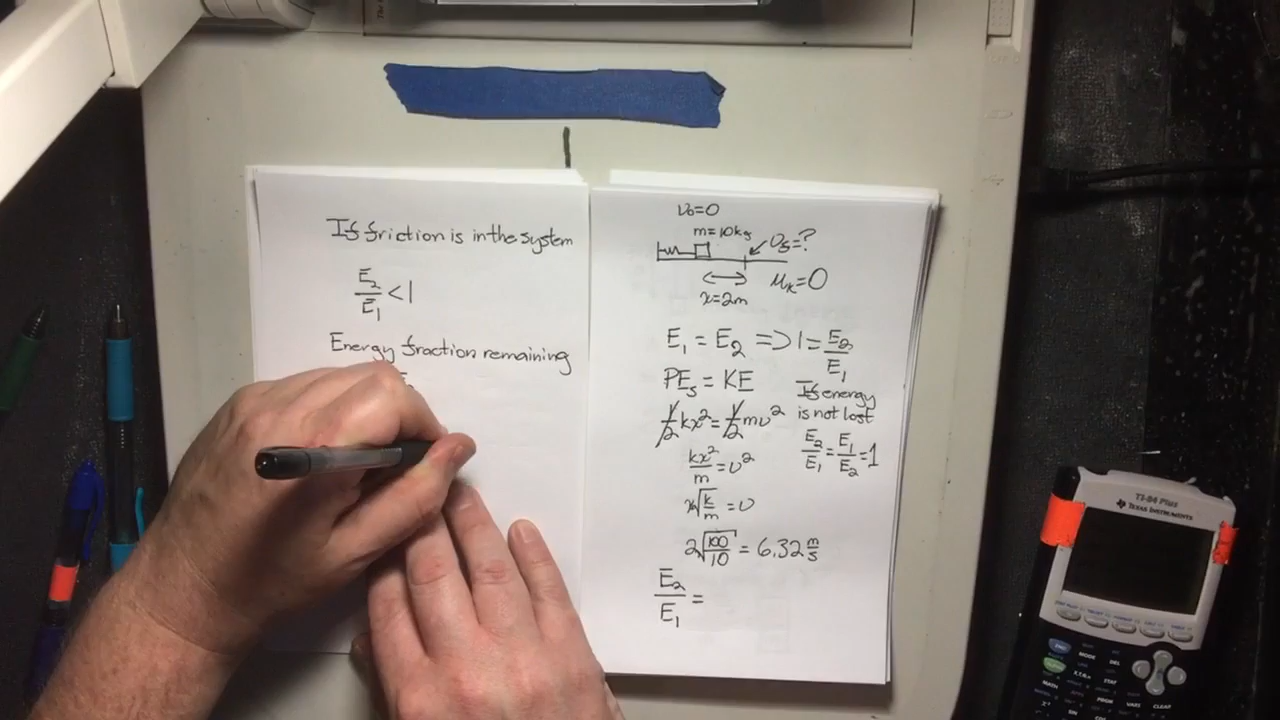 If friction is in the system
E₂/E₁ < 1
Energy fraction remaining
v₀=0
m=10kg
v₅=?
x=2m
μₖ=0
E₁ = E₂ => 1 = E₂/E₁
PEₛ = KE
½kx² = ½mv²
kx²/m = v²
x√(k/m) = v
2√(100/10) = 6.32 m/s
E₂/E₁ =
If energy
is not lost
E₂/E₁ = E₁/E₂ = 1
TI-84 Plus
TEXAS INSTRUMENTS